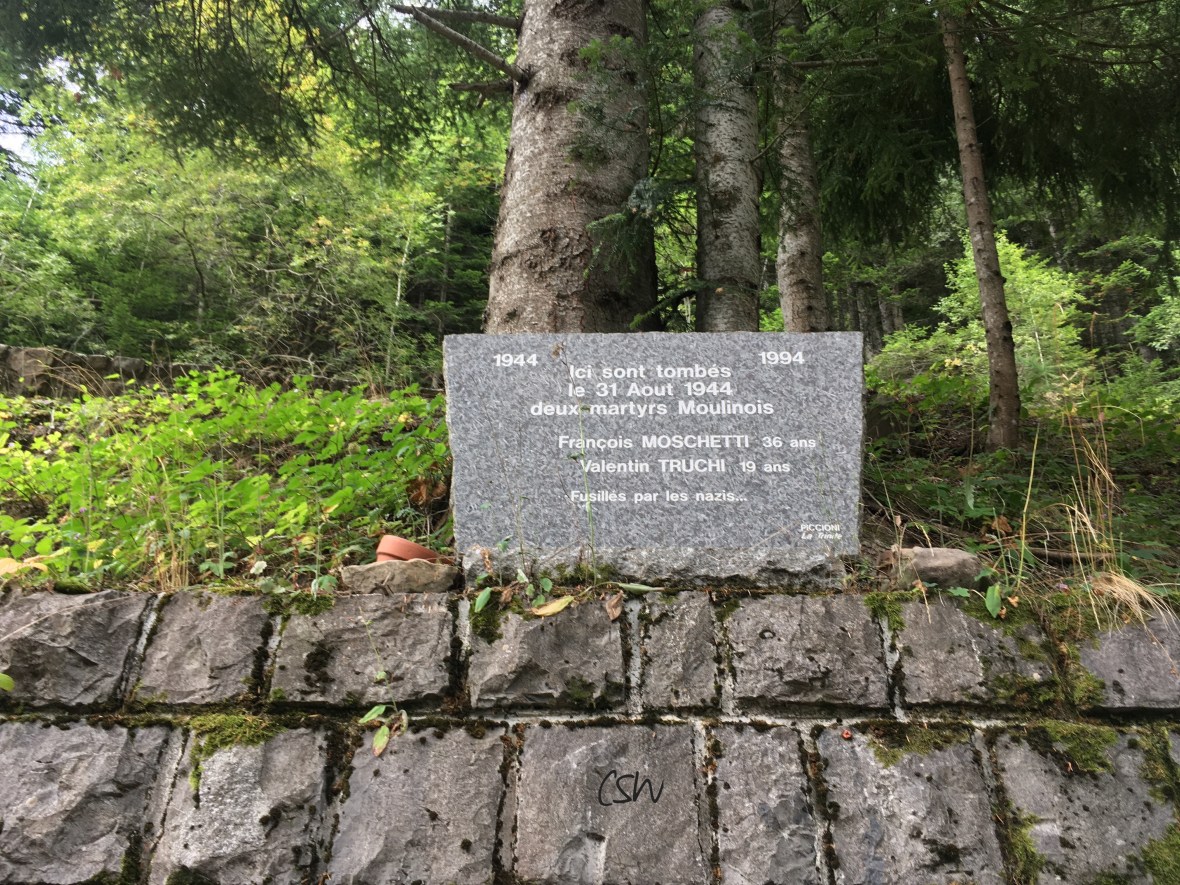 1944 1994
Ici sont tombés
le 31 Aout 1944
deux martyrs Moulinois
François MOSCHETTI 36 ans
Valentin TRUCHI 19 ans
Fusillés par les nazis...
PICCIONI
La Trinité
CSW